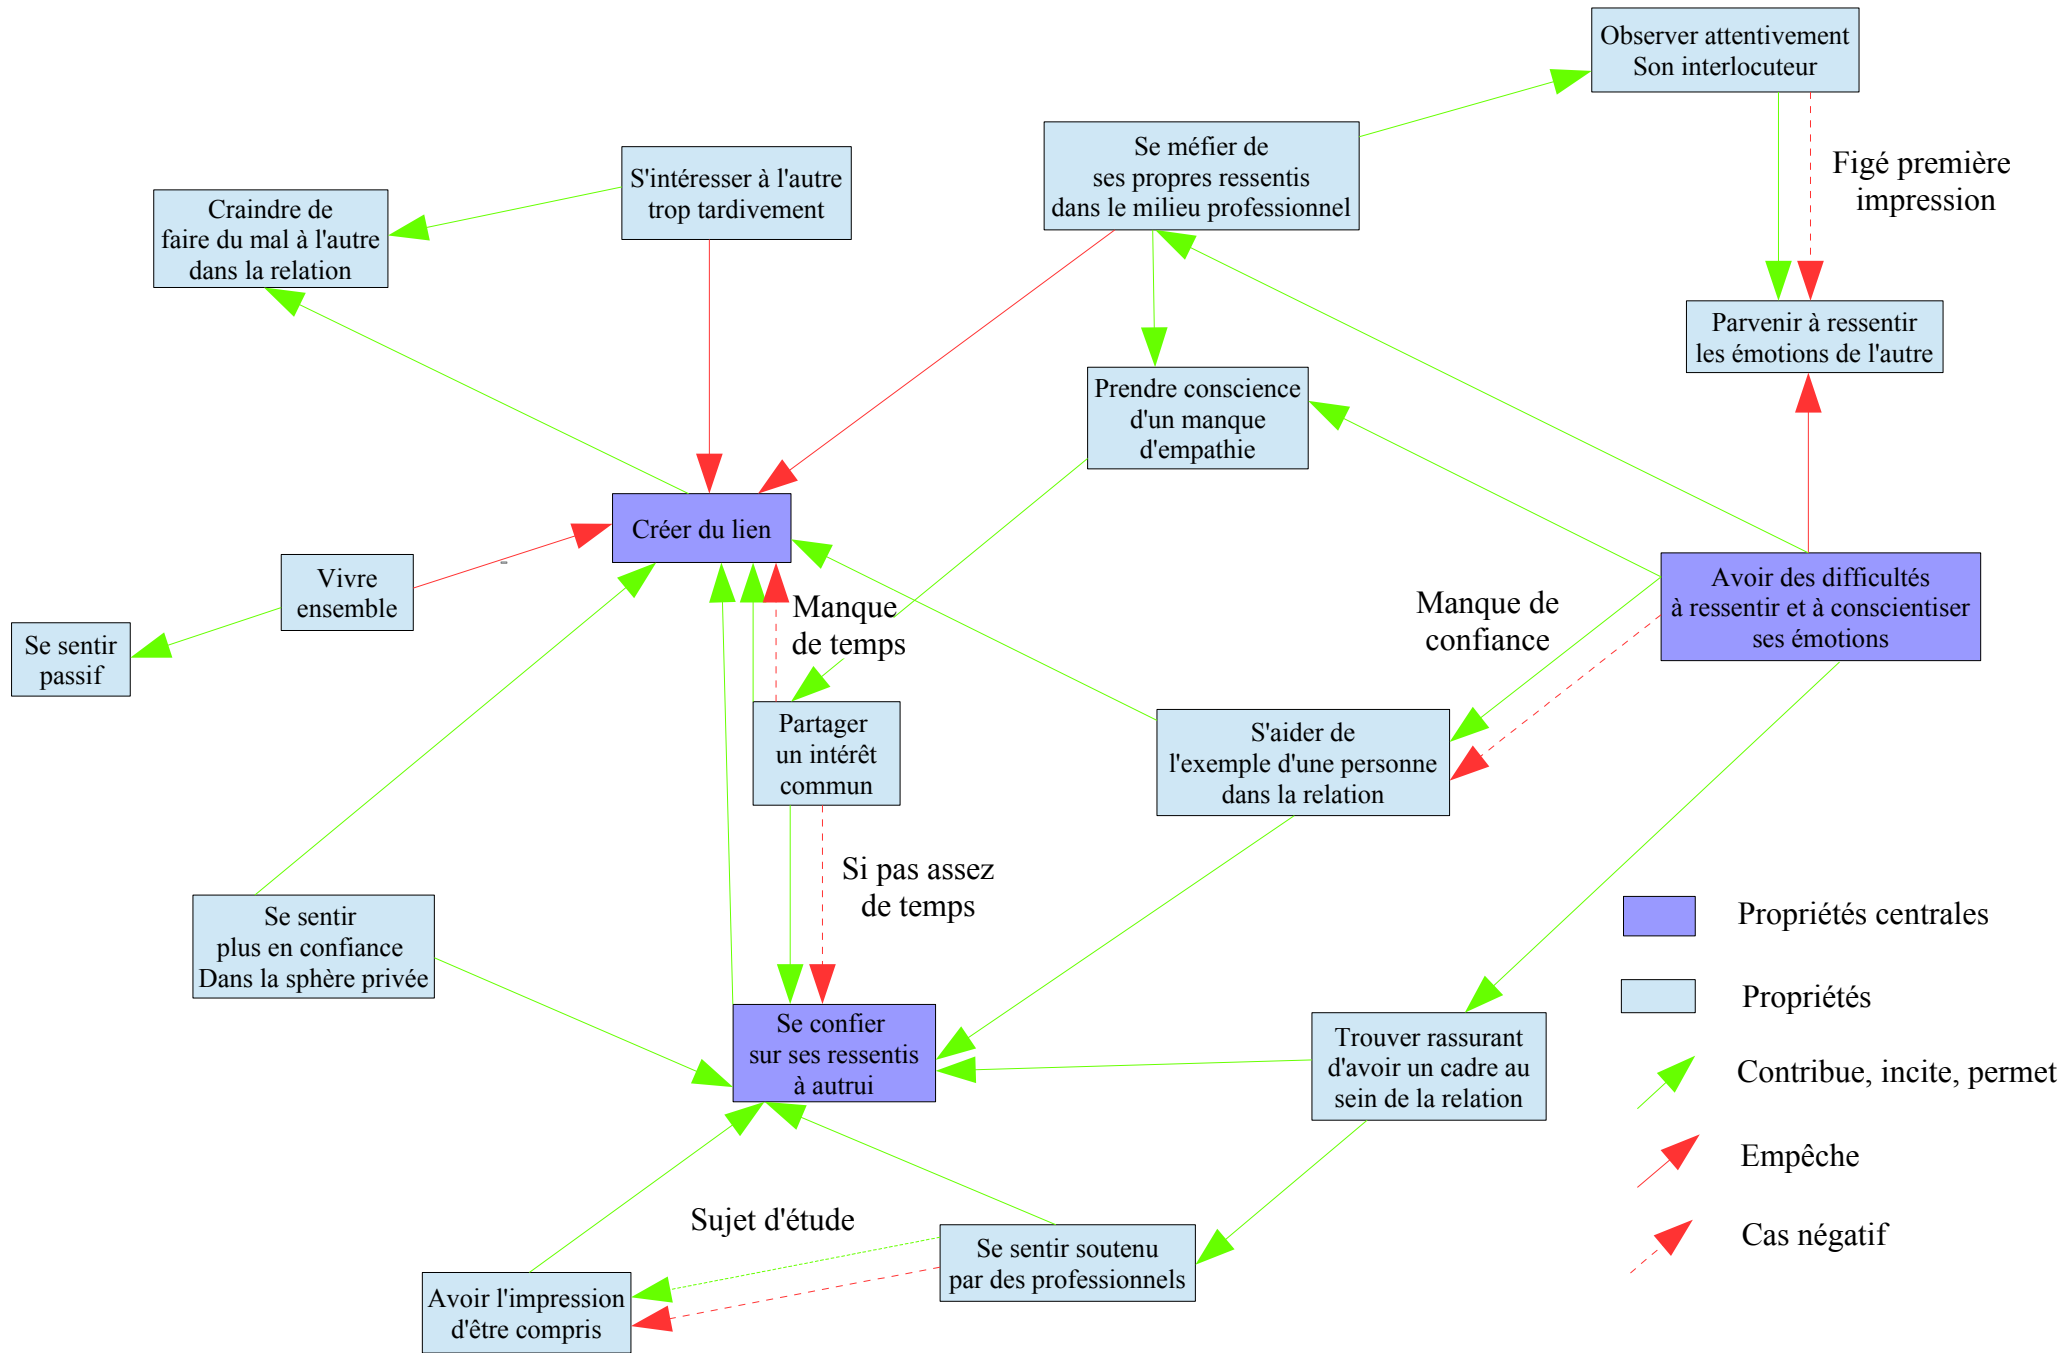 Observer attentivement
Son interlocuteur
Se méfier de
ses propres ressentis
dans le milieu professionnel
Figé première
impression
S'intéresser à l'autre
trop tardivement
Craindre de
faire du mal à l'autre
dans la relation
Parvenir à ressentir
les émotions de l'autre
Prendre conscience
d'un manque
d'empathie
Créer du lien
Vivre
ensemble
-
Se sentir
passif
Manque
de temps
Manque de
confiance
Avoir des difficultés
à ressentir et à conscientiser
ses émotions
Partager
un intérêt
commun
S'aider de
l'exemple d'une personne
dans la relation
Si pas assez
de temps
Se sentir
plus en confiance
Dans la sphère privée
Se confier
sur ses ressentis
à autrui
Trouver rassurant
d'avoir un cadre au
sein de la relation
Sujet d'étude
Se sentir soutenu
par des professionnels
Avoir l'impression
d'être compris
Propriétés centrales
Propriétés
Contribue, incite, permet
Empêche
Cas négatif